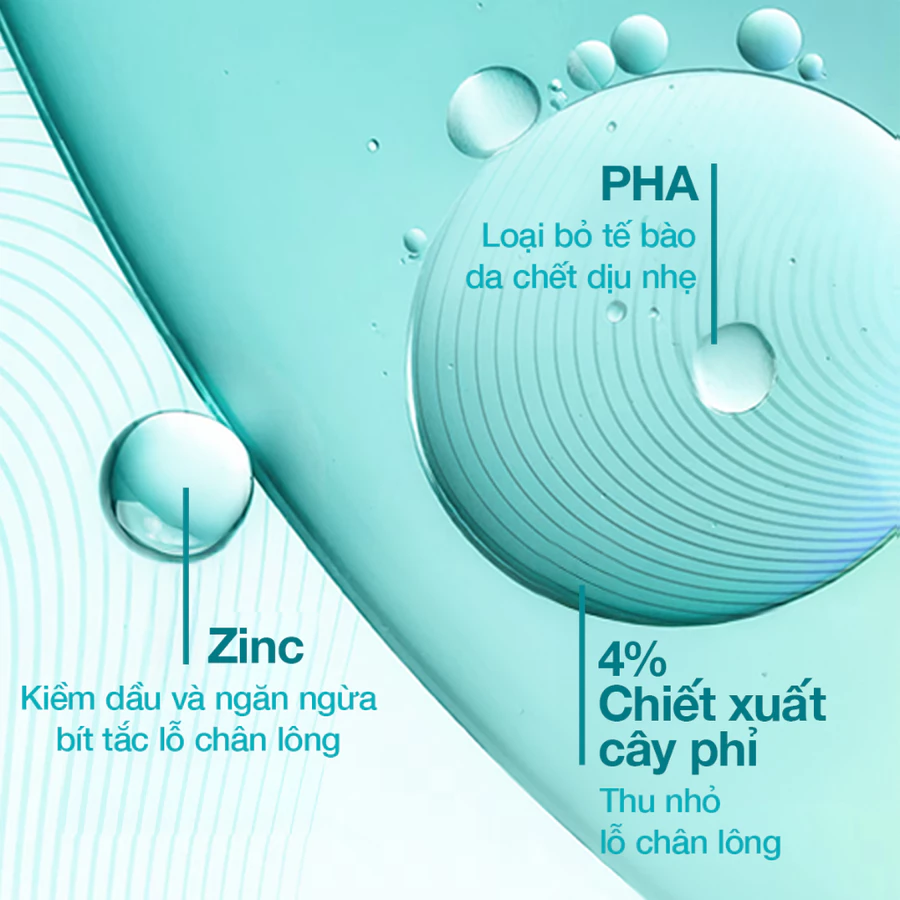 PHA
Loại bỏ tế bào
da chết dịu nhẹ
Zinc
Kiềm dầu và ngăn ngừa
bít tắc lỗ chân lông
4%
Chiết xuất
cây phỉ
Thu nhỏ
lỗ chân lông